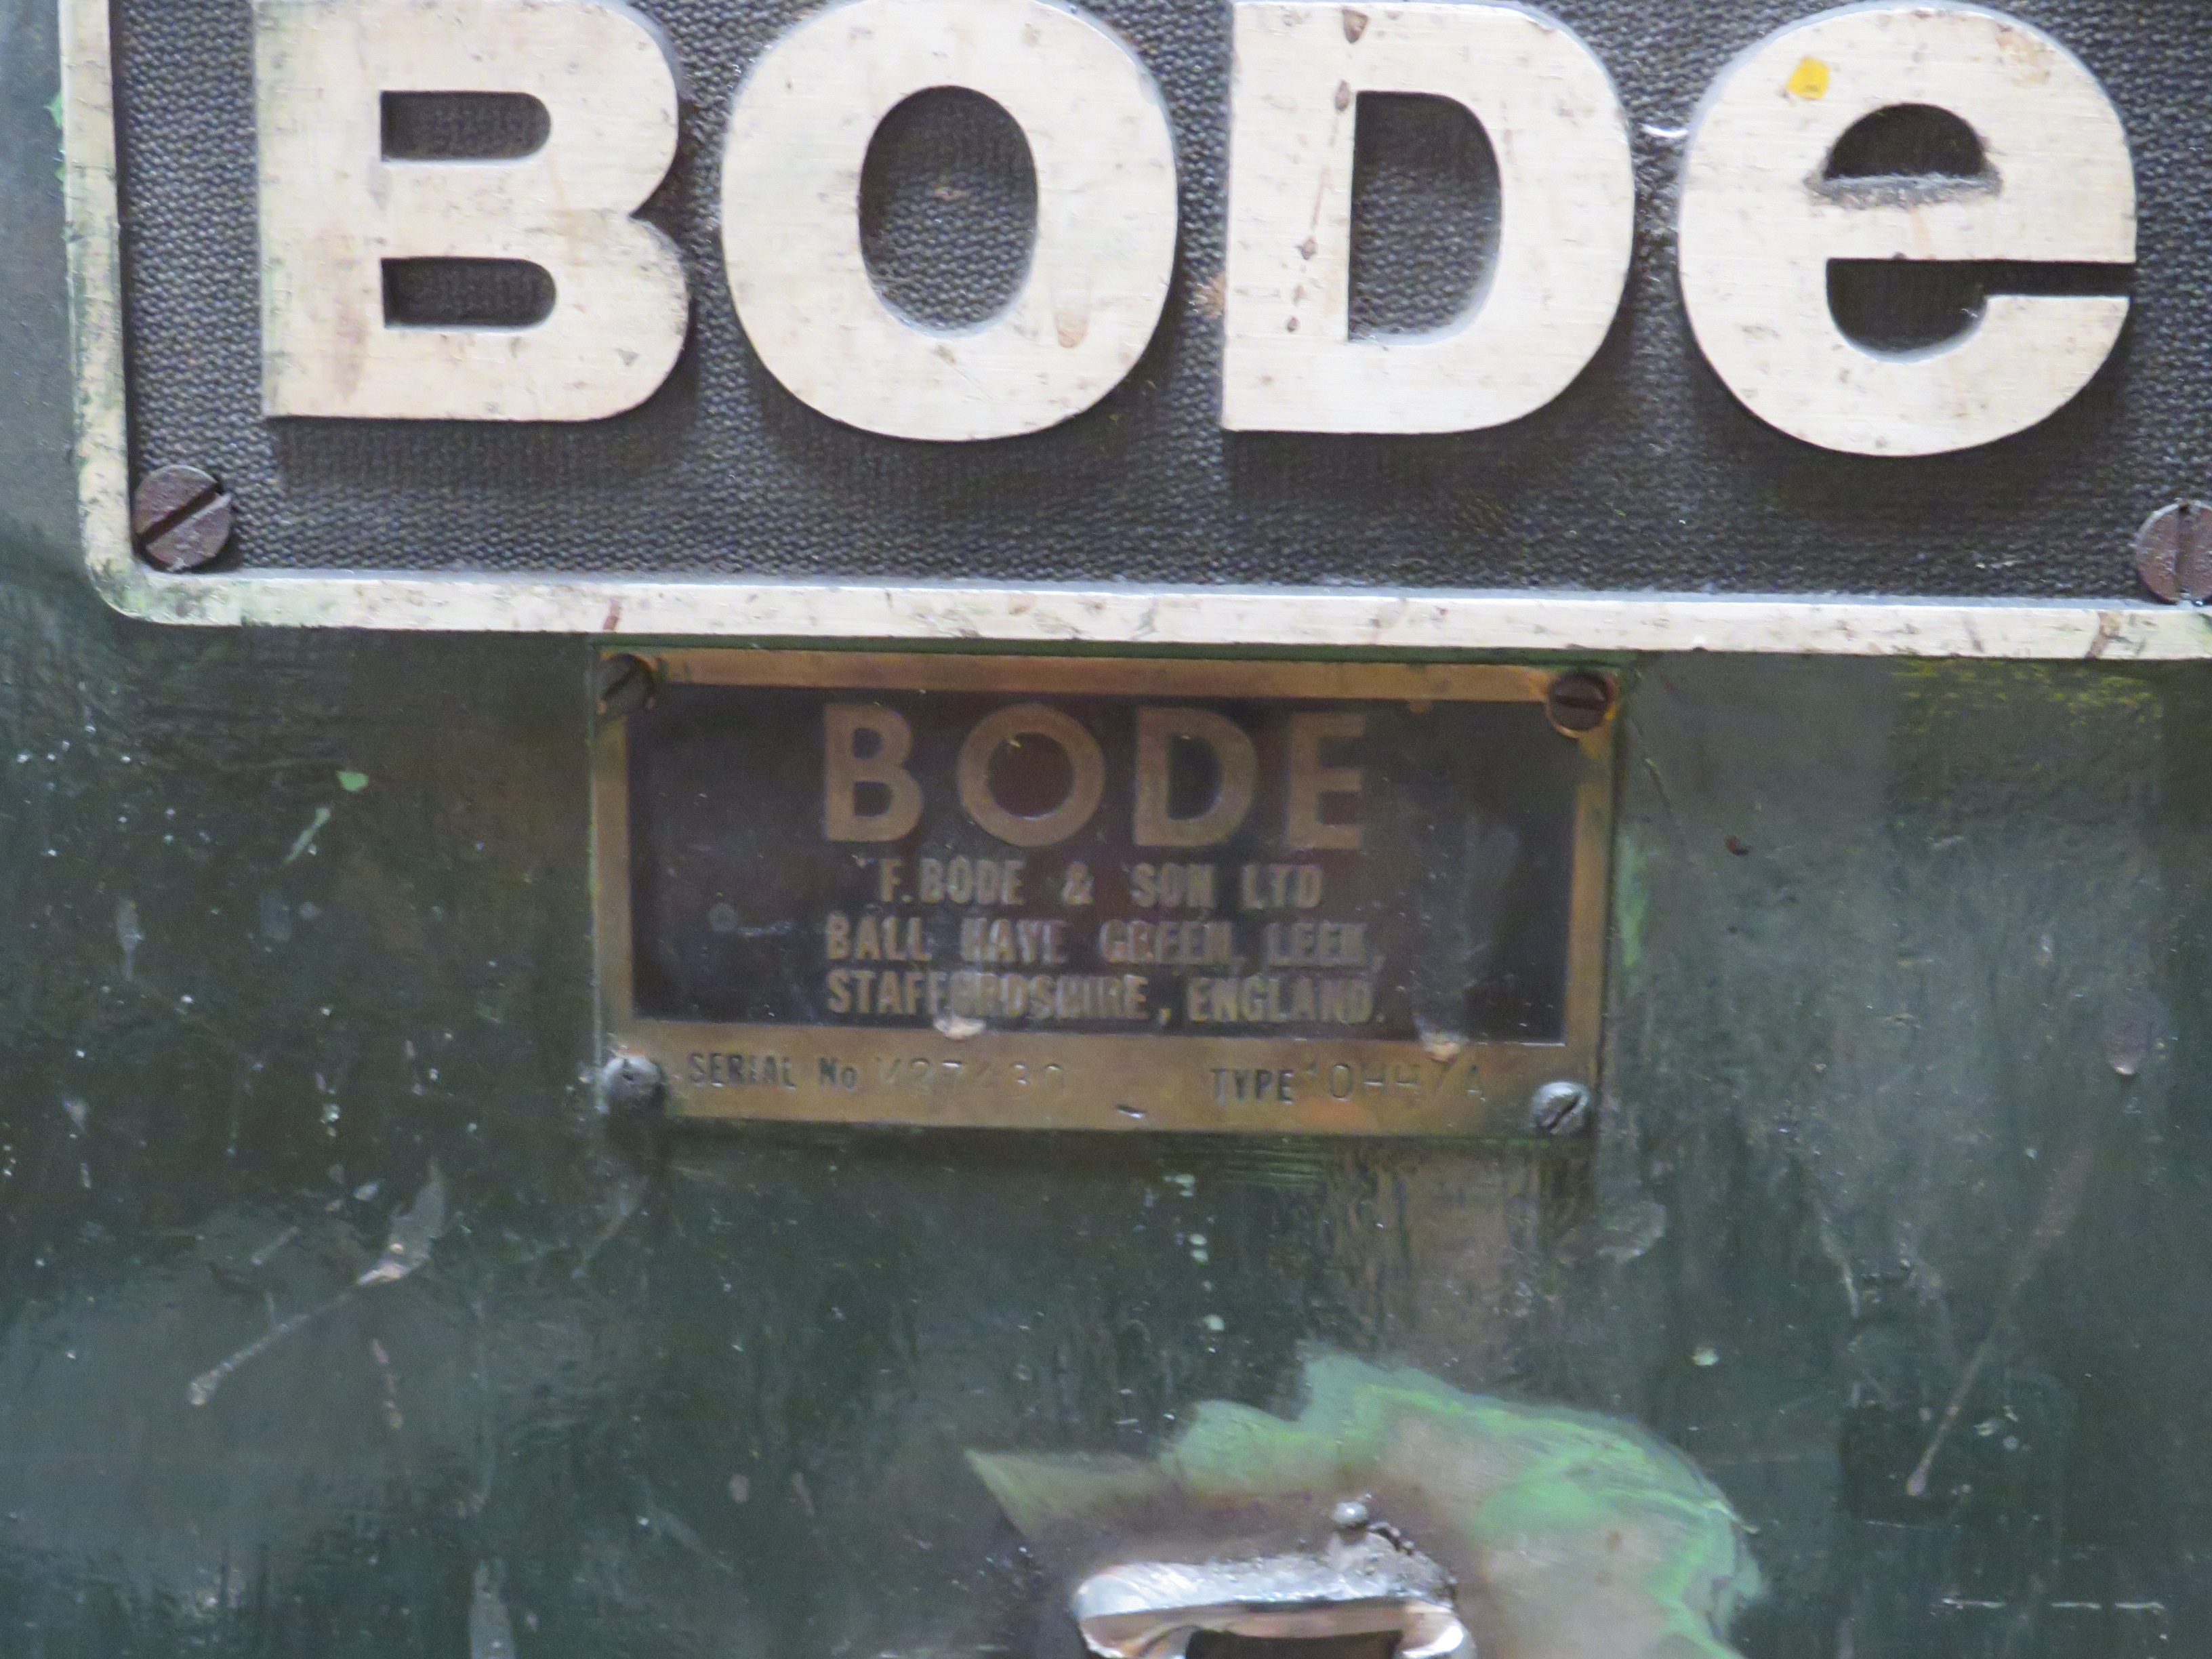 BODe
BODE
F. BODE & SON LTD
BALL HAYE GREEN, LEEK,
STAFFORDSHIRE, ENGLAND.
SERIAL No TYPE